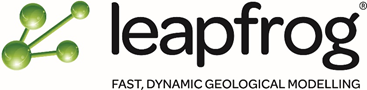 leapfrog®
FAST, DYNAMIC GEOLOGICAL MODELLING